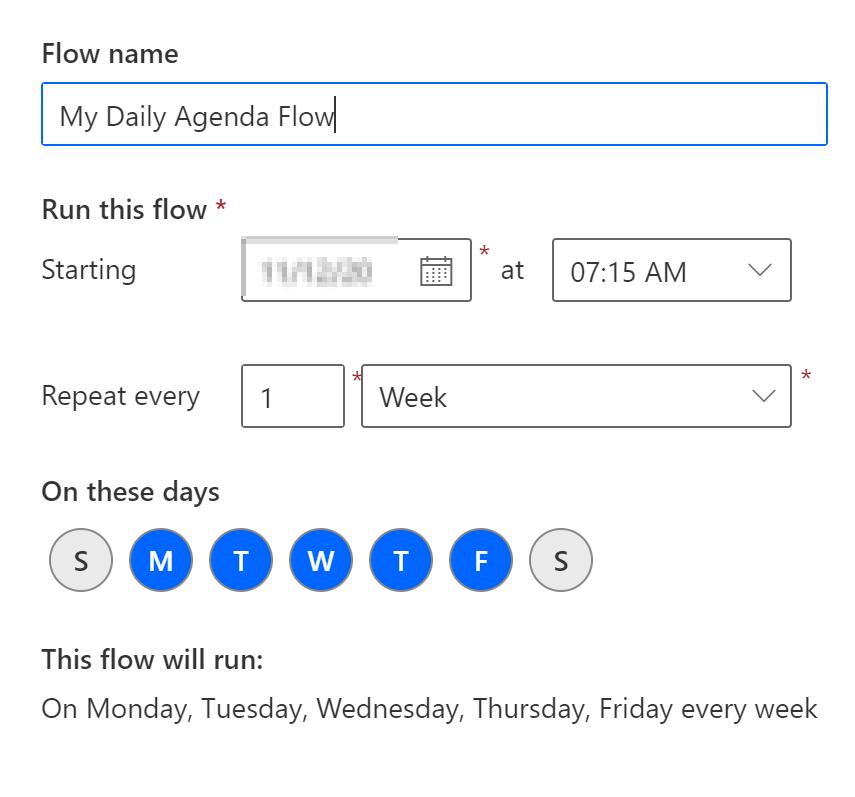 Flow name
My Daily Agenda Flow
Run this flow *
Starting * at 07:15 AM
Repeat every 1 * Week *
On these days
S M T W T F S
This flow will run:
On Monday, Tuesday, Wednesday, Thursday, Friday every week